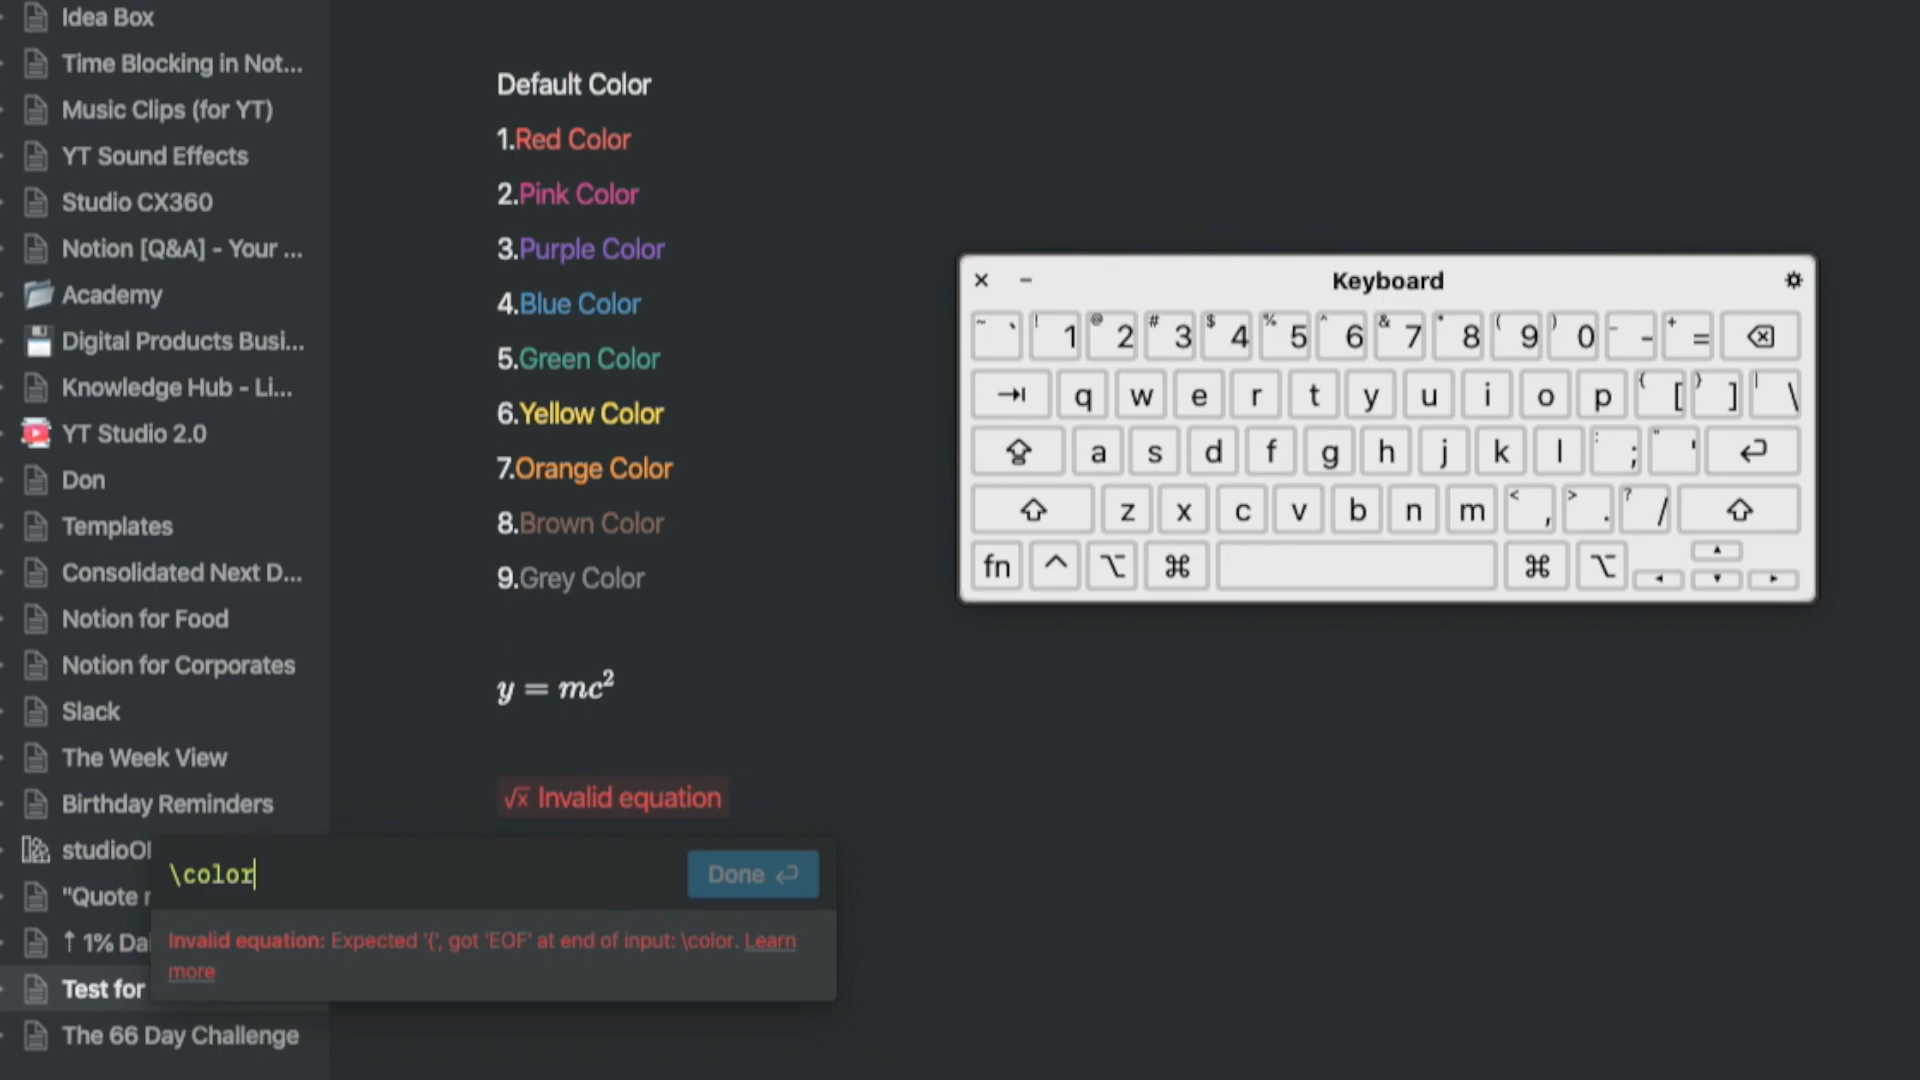 Idea Box
Time Blocking in Not...
Music Clips (for YT)
YT Sound Effects
Studio CX360
Notion [Q&A] - Your ...
Academy
Digital Products Busi...
Knowledge Hub - Li...
YT Studio 2.0
Don
Templates
Consolidated Next D...
Notion for Food
Notion for Corporates
Slack
The Week View
Birthday Reminders
studioO
"Quote
↑ 1% Da
Test for
The 66 Day Challenge
Default Color
1.Red Color
2.Pink Color
3.Purple Color
4.Blue Color
5.Green Color
6.Yellow Color
7.Orange Color
8.Brown Color
9.Grey Color
y = mc²
√x Invalid equation
\color
Done ⏎
Invalid equation: Expected '{', got 'EOF' at end of input: \color. Learn
more
Keyboard
~ ` ! 1 @ 2 # 3 $ 4 % 5 ^ 6 & 7 * 8 ( 9 ) 0 _ - + =
q w e r t y u i o p { [ } ] | \
a s d f g h j k l : ; " '
z x c v b n m < , > . ? /
fn ^ ⌥ ⌘ ⌘ ⌥